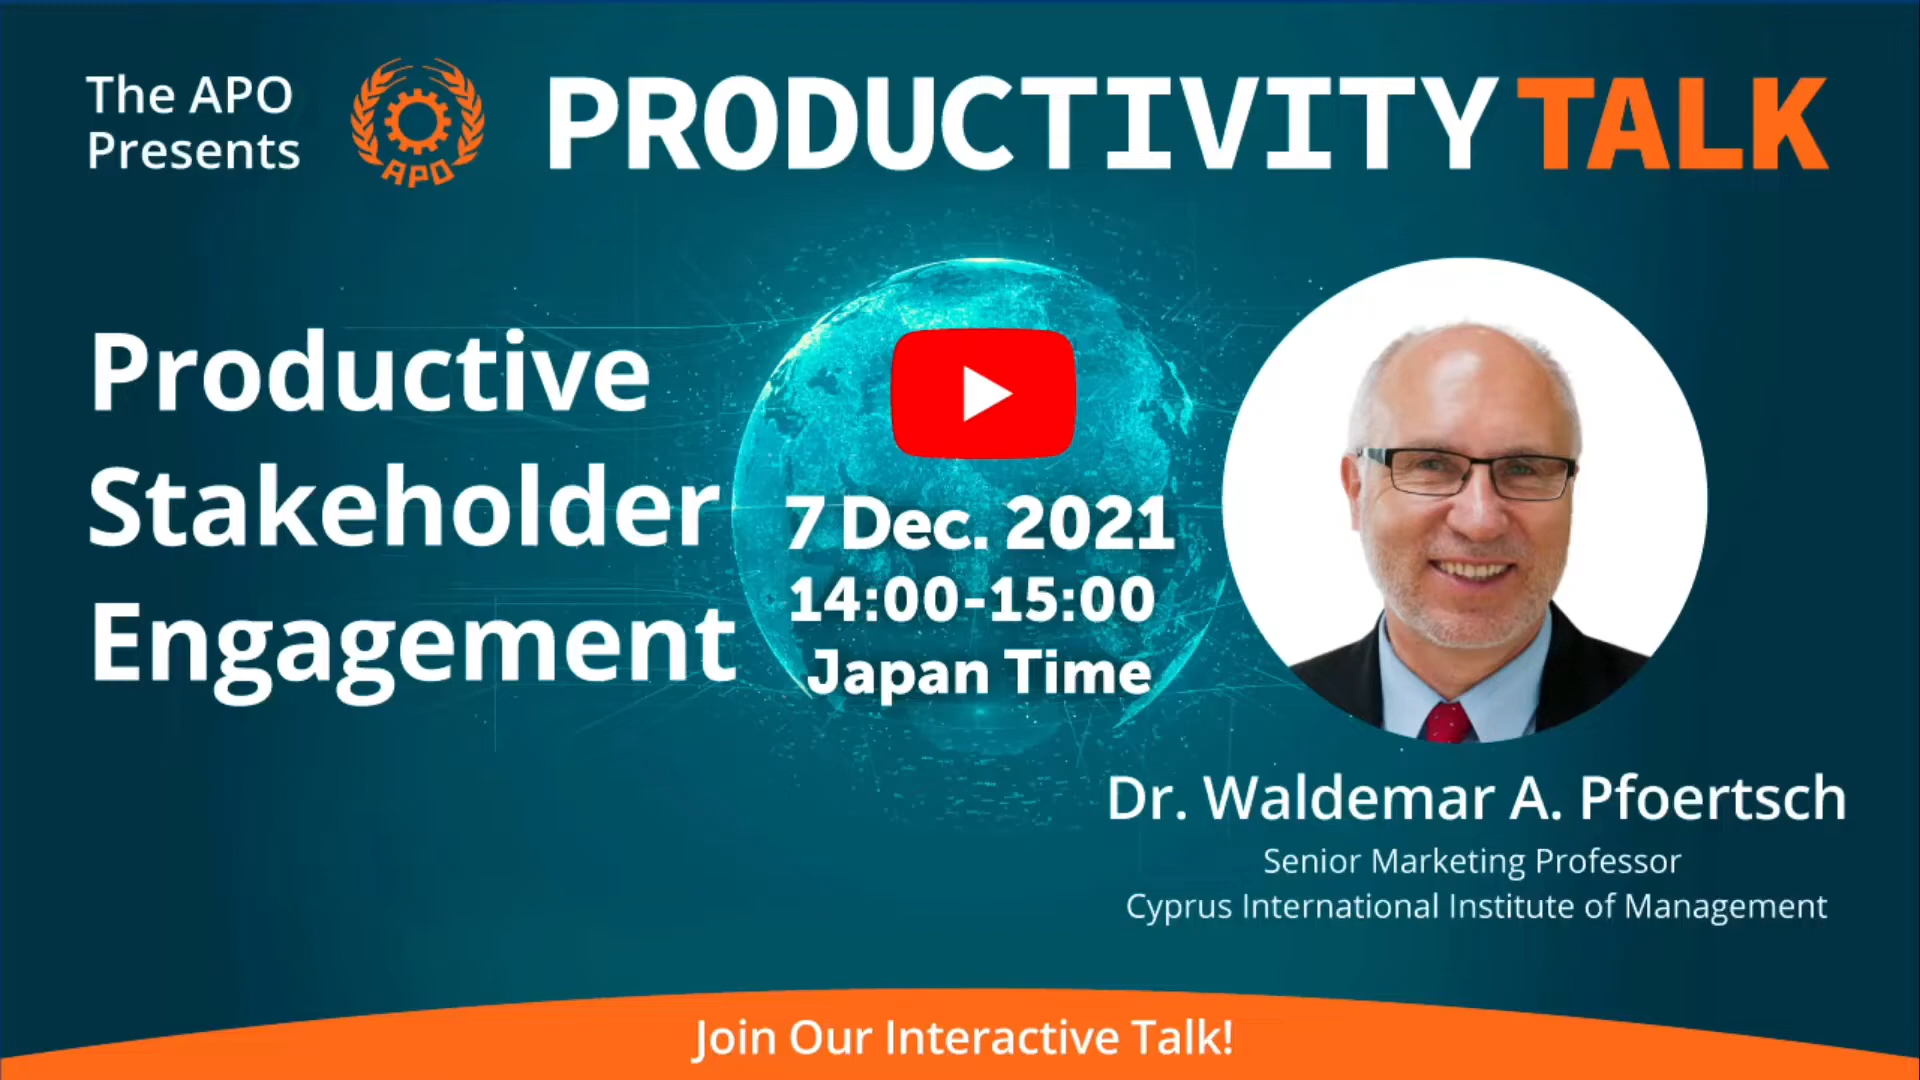 The APO
Presents
APO
PRODUCTIVITY TALK
Productive
Stakeholder
Engagement
7 Dec. 2021
14:00-15:00
Japan Time
Dr. Waldemar A. Pfoertsch
Senior Marketing Professor
Cyprus International Institute of Management
Join Our Interactive Talk!